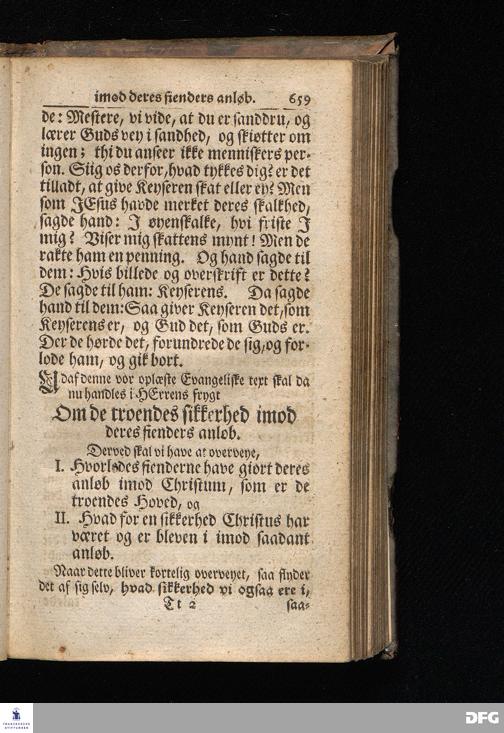 imod deres fienders anløb. 659
de: Mestere, vi vide, at du er sanddru, og
lærer Guds vey i sandhed, og skiøtter om
ingen; thi du anseer ikke menniskers per-
son. Siig os derfor, hvad tykkes dig? er det
tilladt, at give Keyseren skat eller ey? Men
som JEsus havde merket deres skalkhed,
sagde hand: J øyenskalke, hvi friste J
mig? Viser mig skattens mynt! Men de
rakte ham en penning. Og hand sagde til
dem: Hvis billede og overskrift er dette?
De sagde til ham: Keyserens. Da sagde
hand til dem: Saa giver Keyseren det, som
Keyserens er, og Gud det, som Guds er.
Der de hørde det, forundrede de sig, og for-
lode ham, og gik bort.
Ud af denne vor oplæste Evangeliske text skal da
nu handles i HErrens frygt
Om de troendes sikkerhed imod
deres fienders anløb.
Derved skal vi have at overveye,
I. Hvorledes fienderne have giort deres
anløb imod Christum, som er de
troendes Hoved, og
II. Hvad for en sikkerhed Christus har
været og er bleven i imod saadant
anløb.
Naar dette bliver kortelig overveyet, saa flyder
det af sig selv, hvad sikkerhed vi ogsaa ere i,
Tt 2 saa-
FRANCKESCHE
STIFTUNGEN
DFG